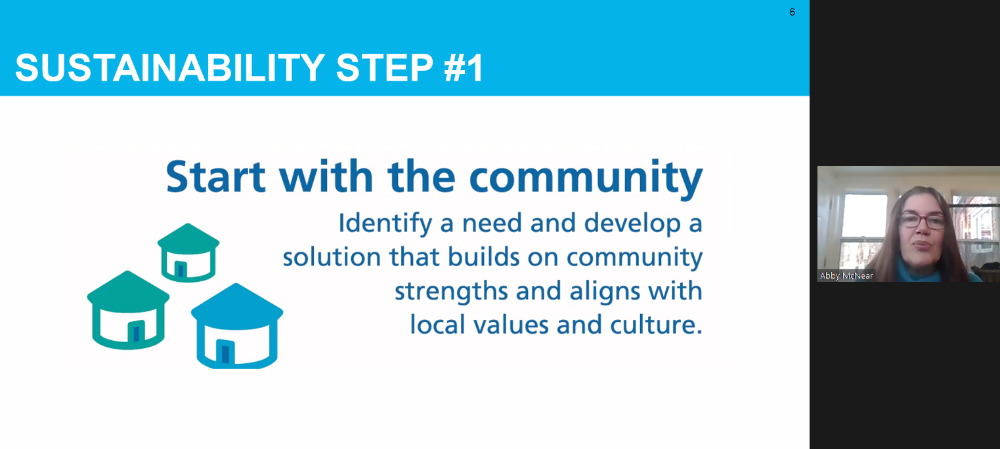 6
SUSTAINABILITY STEP #1
Start with the community
Identify a need and develop a
solution that builds on community
strengths and aligns with
local values and culture.
Abby McNear